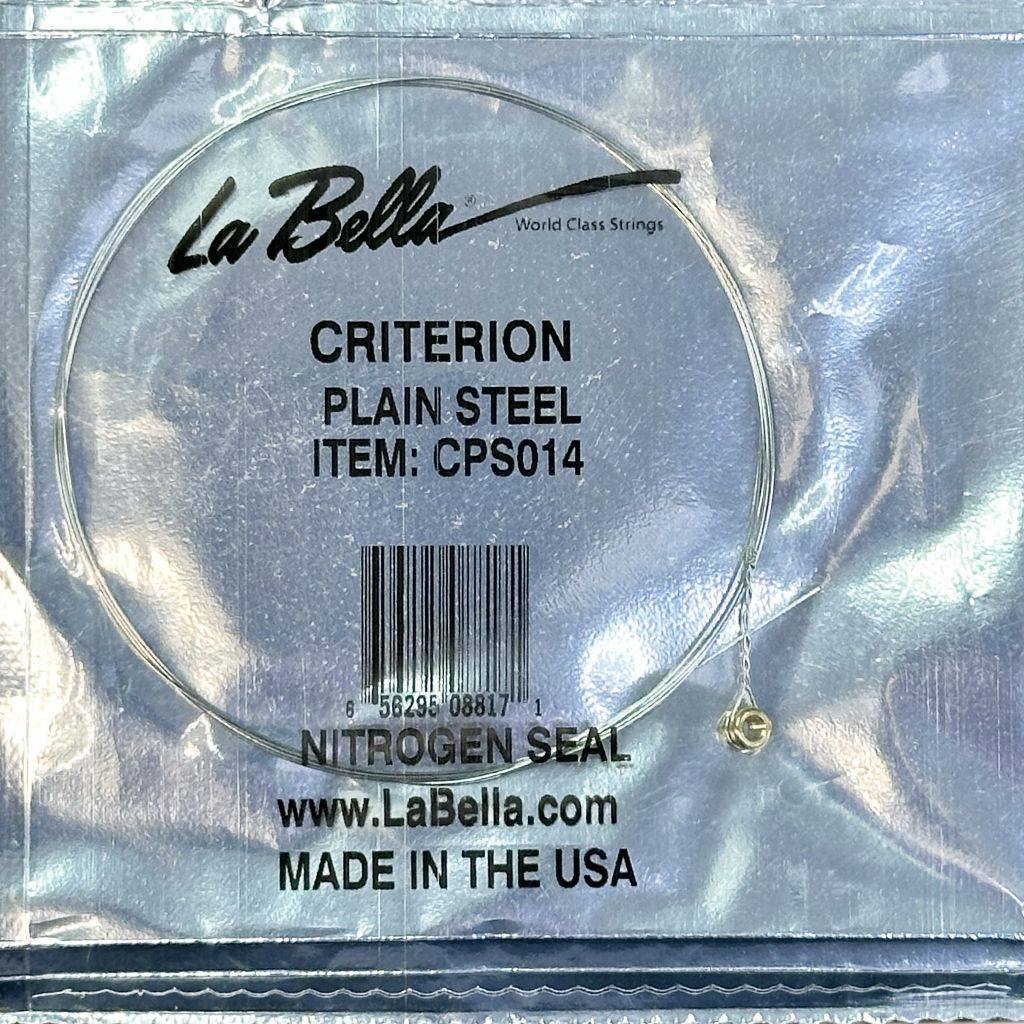 La Bella®
World Class Strings
CRITERION
PLAIN STEEL
ITEM: CPS014
6 56295 08817 1
NITROGEN SEAL
www.LaBella.com
MADE IN THE USA